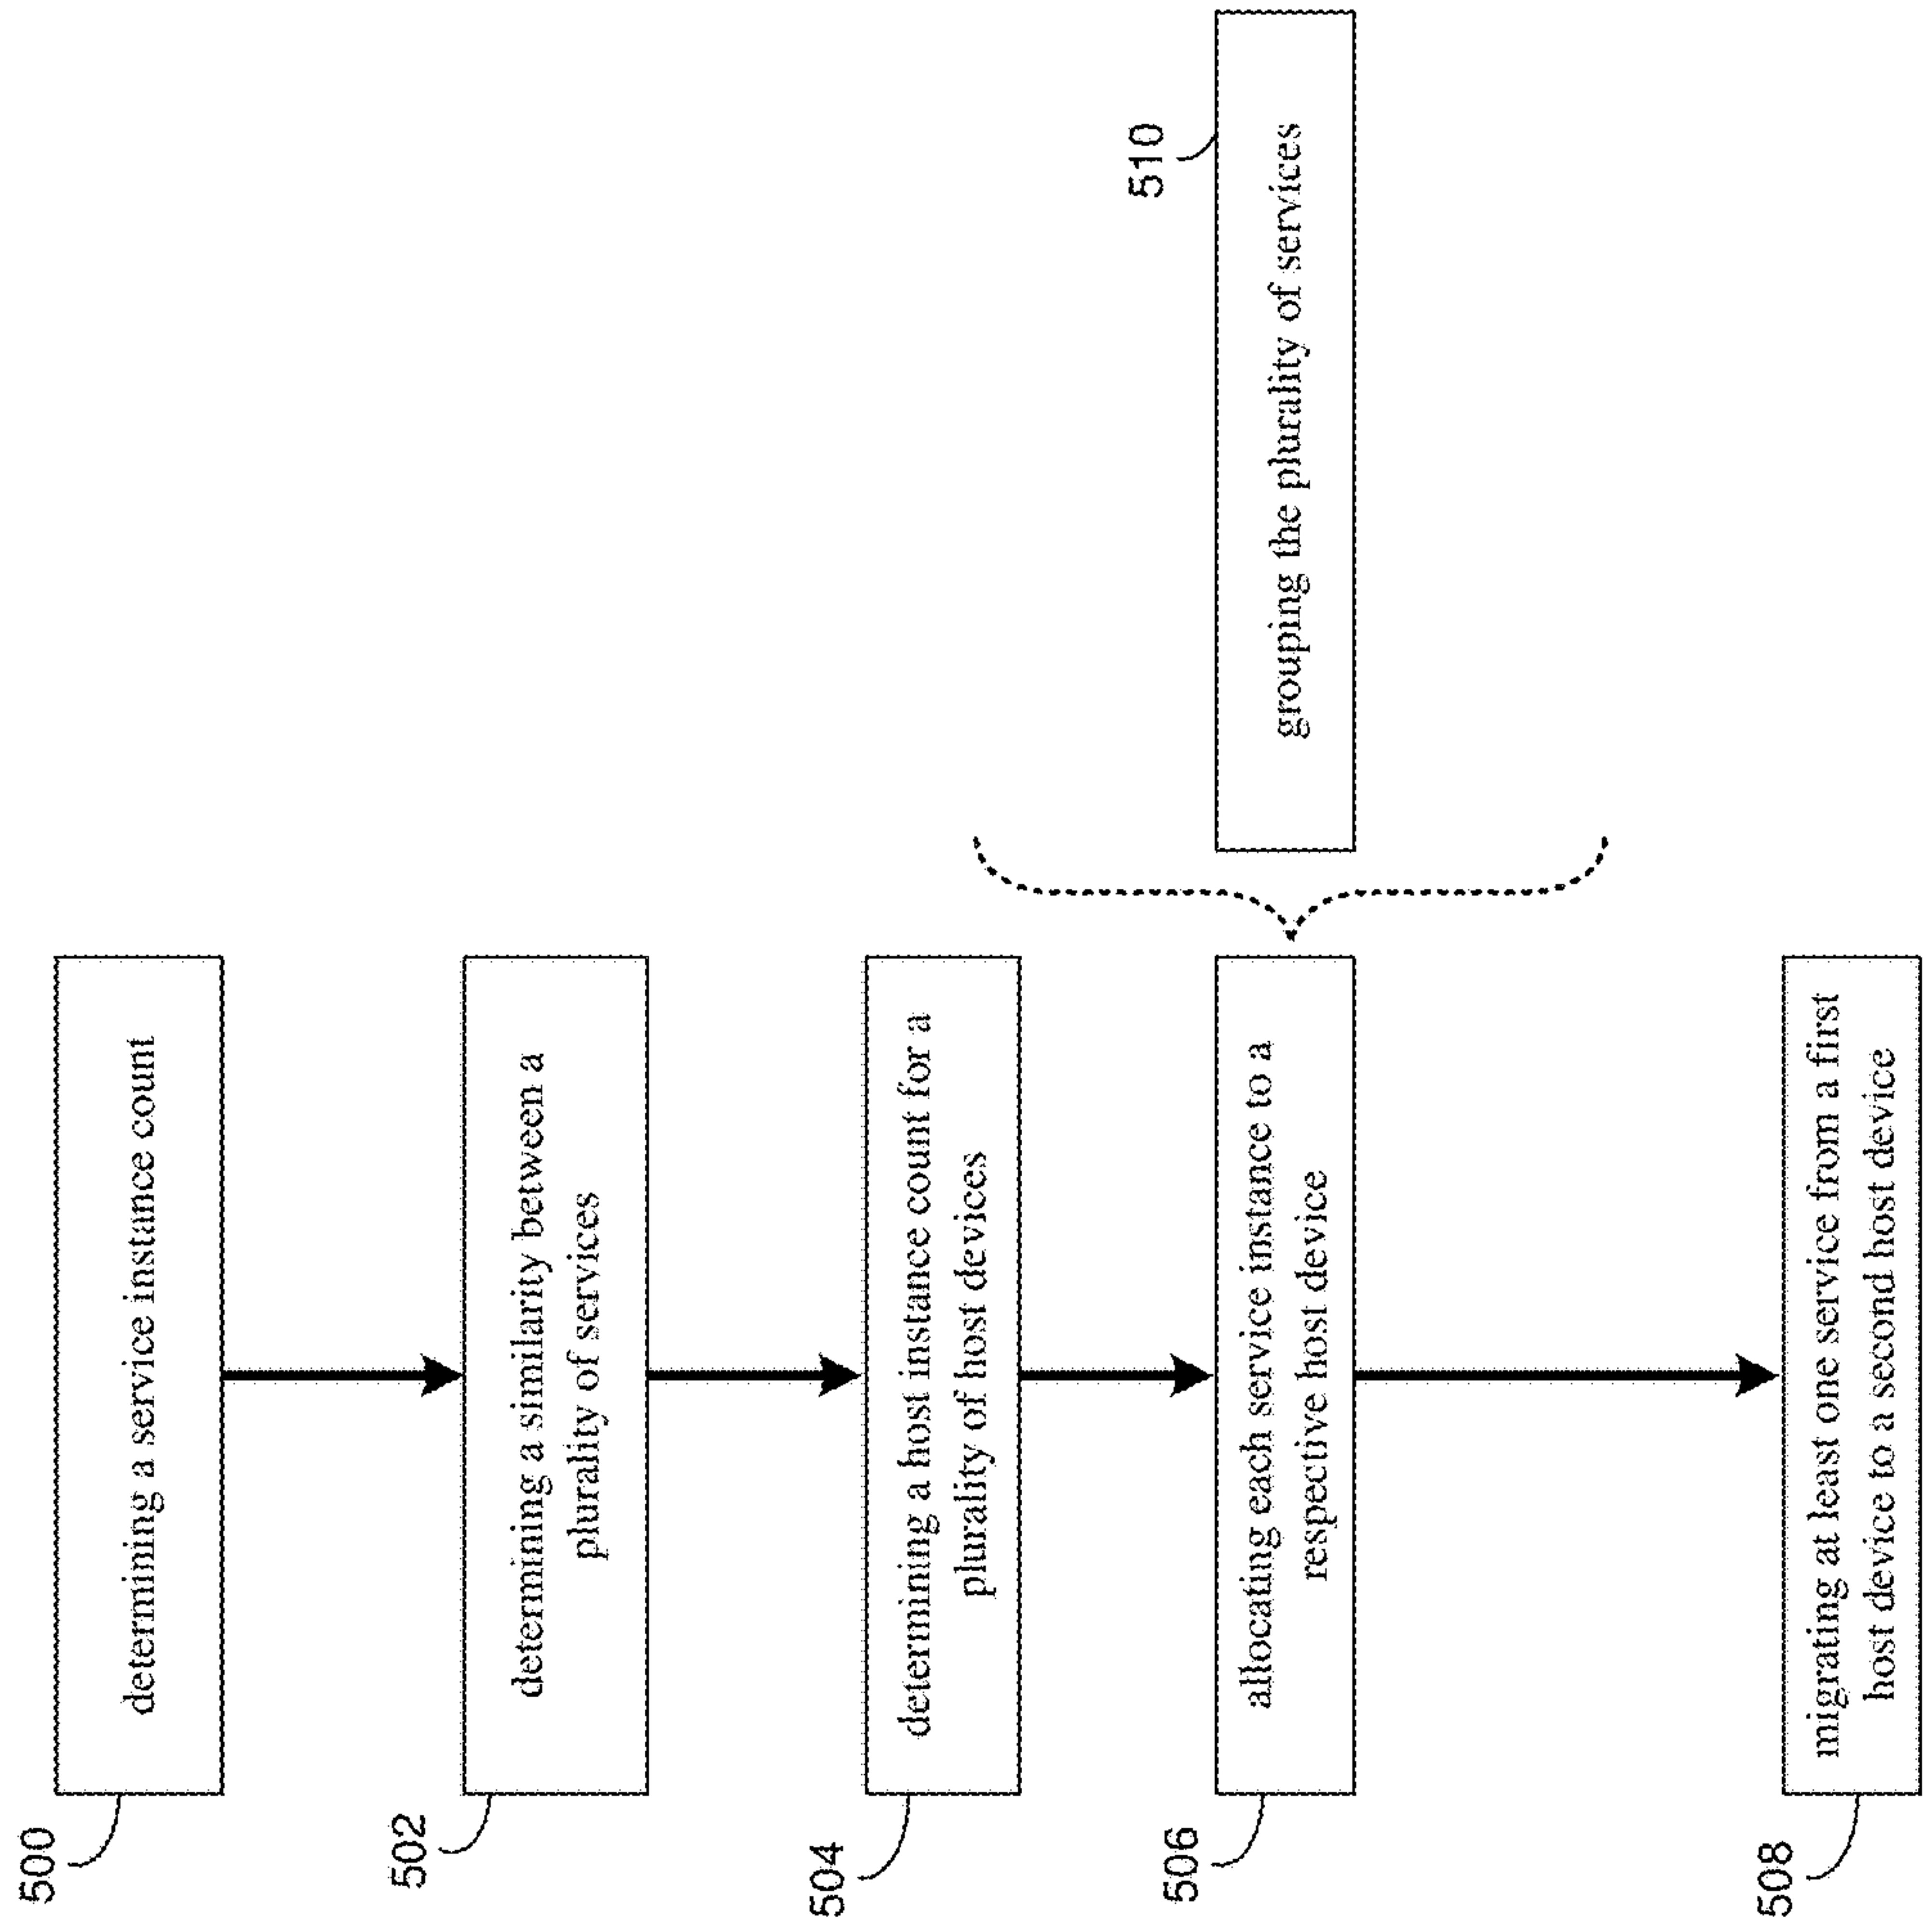 500
determining a service instance count
502
determining a similarity between a
plurality of services
504
determining a host instance count for a
plurality of host devices
506
allocating each service instance to a
respective host device
510
grouping the plurality of services
508
migrating at least one service from a first
host device to a second host device